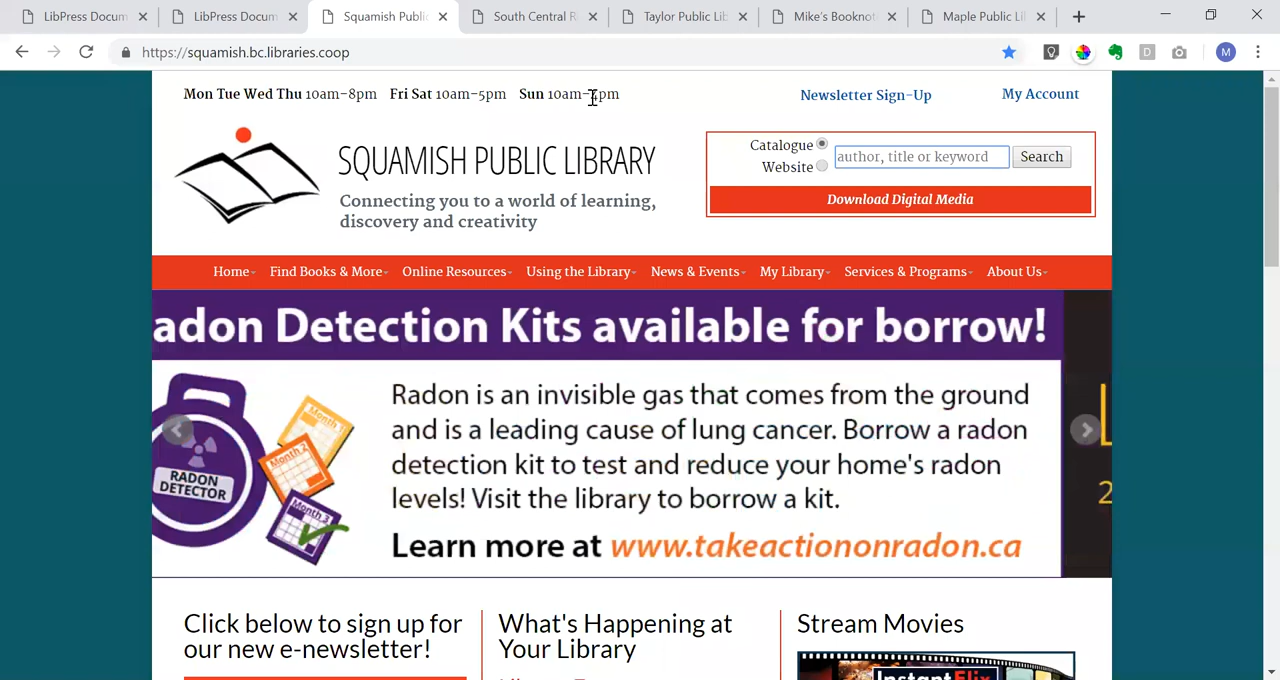 LibPress Docum
LibPress Docum
Squamish Publi
South Central R
Taylor Public Lib
Mike's Booknot
Maple Public Li
https://squamish.bc.libraries.coop
D
M
Mon Tue Wed Thu 10am–8pm Fri Sat 10am–5pm Sun 10am–pm
Newsletter Sign-Up
My Account
SQUAMISH PUBLIC LIBRARY
Connecting you to a world of learning,
discovery and creativity
Catalogue
Website
author, title or keyword
Search
Download Digital Media
Home Find Books & More Online Resources Using the Library News & Events My Library Services & Programs About Us
adon Detection Kits available for borrow!
Radon is an invisible gas that comes from the ground
and is a leading cause of lung cancer. Borrow a radon
detection kit to test and reduce your home's radon
levels! Visit the library to borrow a kit.
Learn more at www.takeactiononradon.ca
RADON
DETECTOR
Month 1
Month 2
Month 3
L
2
Click below to sign up for
our new e-newsletter!
What's Happening at
Your Library
Stream Movies
InstantFlix